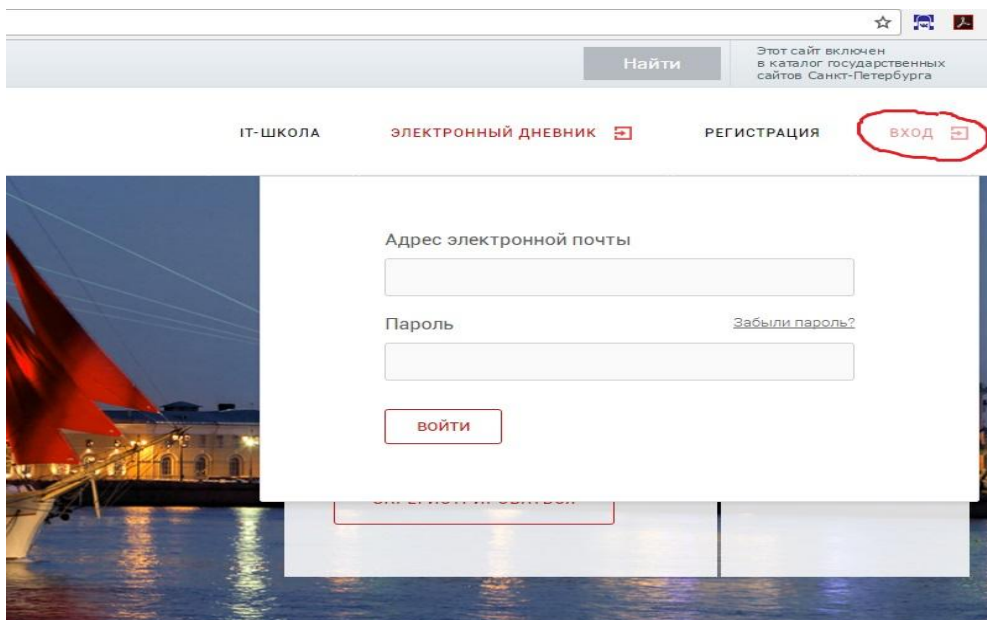 Найти
Этот сайт включен
в каталог государственных
сайтов Санкт-Петербурга
IT-ШКОЛА
ЭЛЕКТРОННЫЙ ДНЕВНИК
РЕГИСТРАЦИЯ
ВХОД
Адрес электронной почты
Пароль
Забыли пароль?
ВОЙТИ
ЗАРЕГИСТРИРОВАТЬСЯ